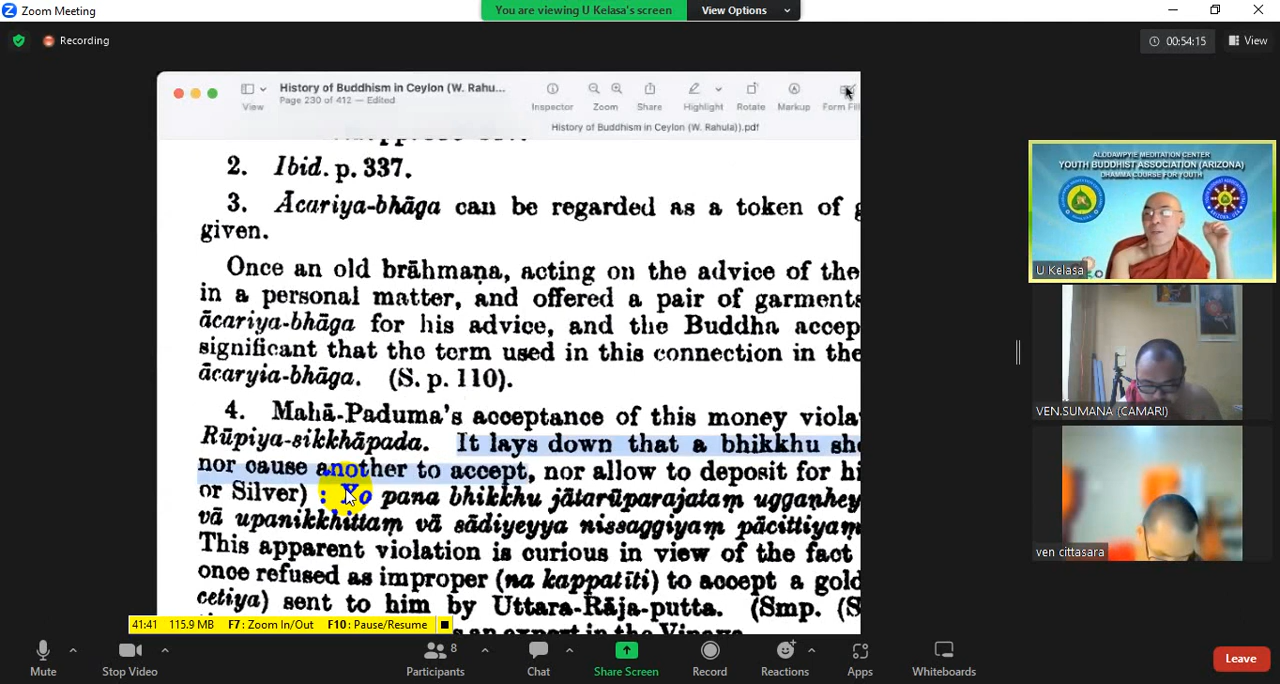 Zoom Meeting
You are viewing U Kelasa's screen
View Options
Recording
00:54:15
View
History of Buddhism in Ceylon (W. Rahu...
Page 230 of 412 — Edited
View
Inspector
Zoom
Share
Highlight
Rotate
Markup
Form Fil
History of Buddhism in Ceylon (W. Rahula)).pdf
2. Ibid. p. 337.
3. Ācariya-bhāga can be regarded as a token of g
given.
Once an old brāhmaṇa, acting on the advice of the
in a personal matter, and offered a pair of garments
ācariya-bhāga for his advice, and the Buddha accep
significant that the term used in this connection in the
ācaryia-bhāga. (S. p. 110).
4. Mahā-Paduma's acceptance of this money viola
Rūpiya-sikkhāpada. It lays down that a bhikkhu sho
nor cause another to accept, nor allow to deposit for hi
or Silver) : Yo pana bhikkhu jātarūparajataṃ uggaṇhey
vā upanikkhittaṃ vā sādiyeyya nissaggiyaṃ pācittiyaṃ
This apparent violation is curious in view of the fact
once refused as improper (na kappatīti) to accept a gold
cetiya) sent to him by Uttara-Rāja-putta. (Smp. (S
as an expert in the Vinaya
ALODAWPYIE MEDITATION CENTER
YOUTH BUDDHIST ASSOCIATION (ARIZONA)
DHAMMA COURSE FOR YOUTH
U Kelasa
VEN.SUMANA (CAMARI)
ven cittasara
41:41 115.9 MB F7: Zoom In/Out F10: Pause/Resume
Mute
Stop Video
8
Participants
Chat
Share Screen
Record
Reactions
Apps
Whiteboards
Leave